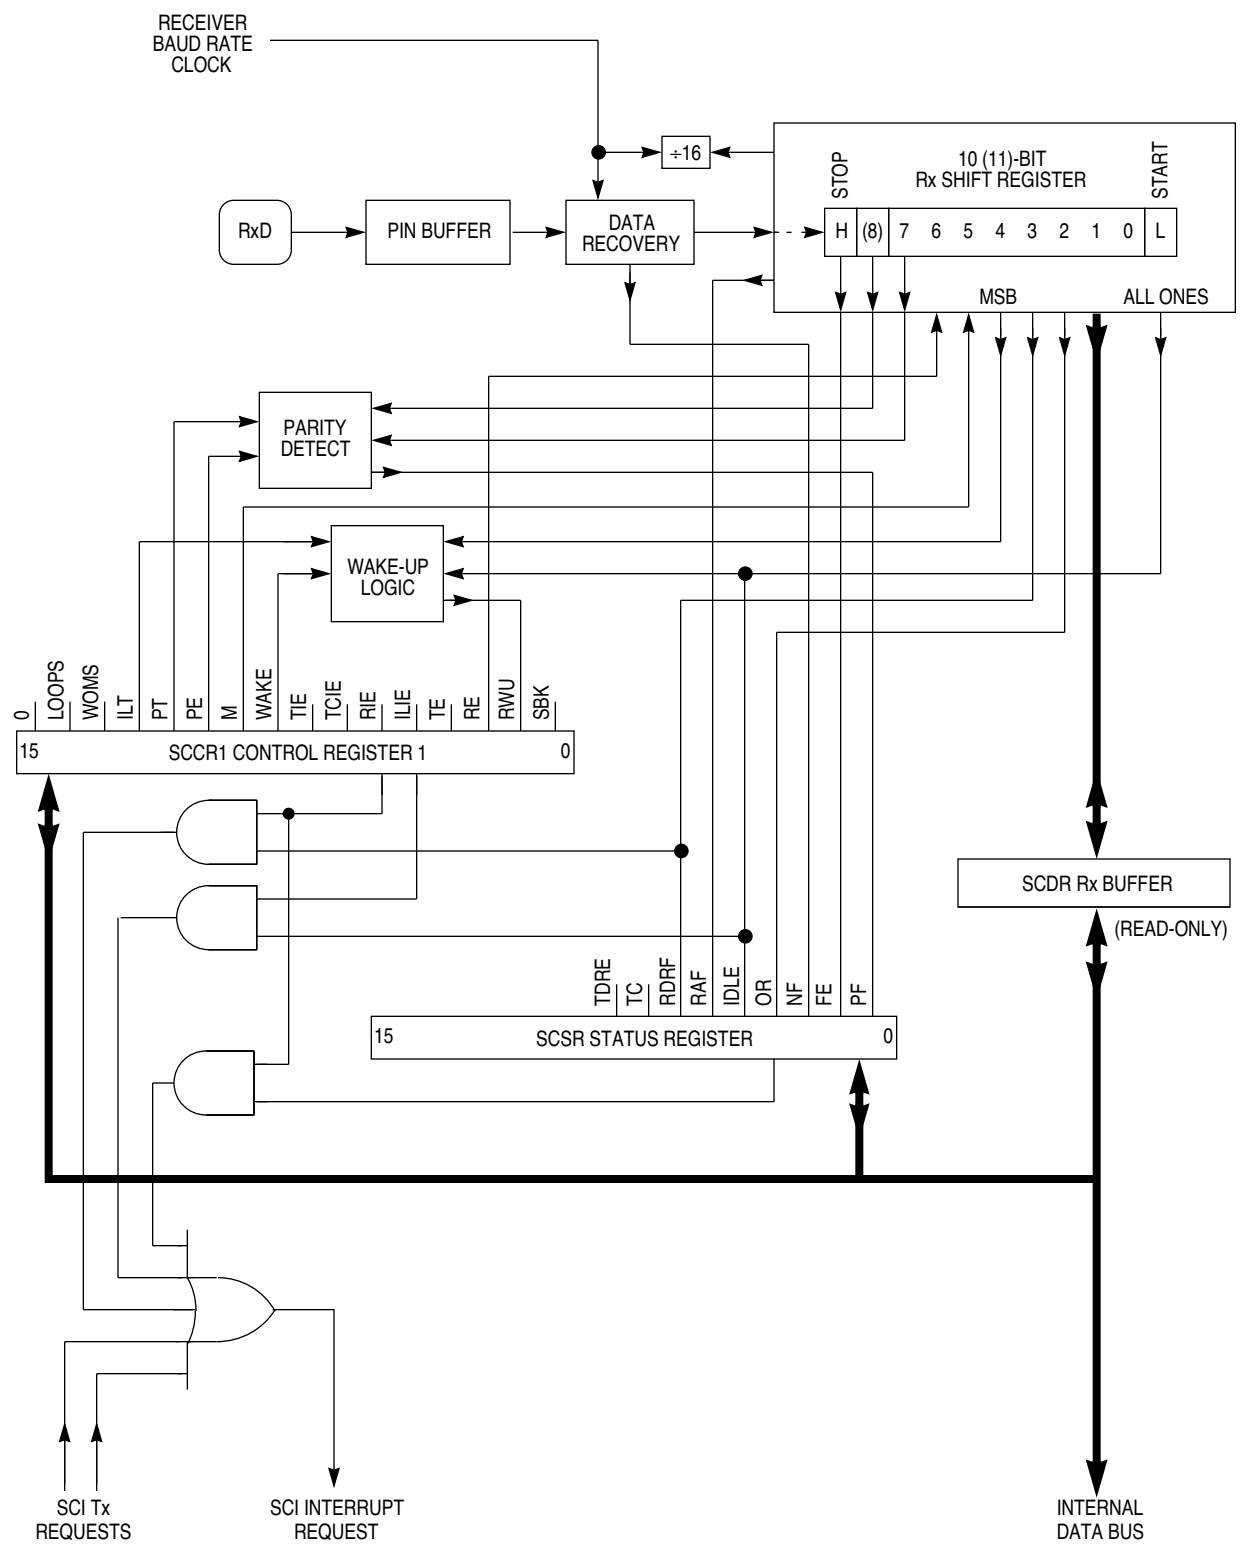 RECEIVER
BAUD RATE
CLOCK
÷16
10 (11)-BIT
Rx SHIFT REGISTER
STOP
START
RxD
PIN BUFFER
DATA
RECOVERY
H (8) 7 6 5 4 3 2 1 0 L
MSB
ALL ONES
PARITY
DETECT
WAKE-UP
LOGIC
0
LOOPS
WOMS
ILT
PT
PE
M
WAKE
TIE
TCIE
RIE
ILIE
TE
RE
RWU
SBK
15 SCCR1 CONTROL REGISTER 1 0
SCDR Rx BUFFER
(READ-ONLY)
TDRE
TC
RDRF
RAF
IDLE
OR
NF
FE
PF
15 SCSR STATUS REGISTER 0
SCI Tx
REQUESTS
SCI INTERRUPT
REQUEST
INTERNAL
DATA BUS